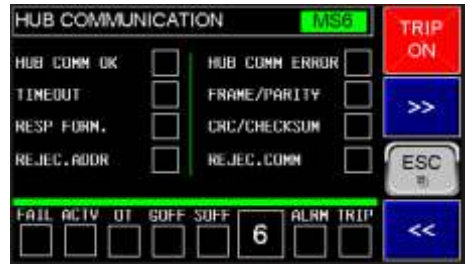 HUB COMMUNICATION MS6
HUB COMM OK HUB COMM ERROR
TIMEOUT FRAME/PARITY
RESP FORM. CRC/CHECKSUM
REJEC.ADDR REJEC.COMM
FAIL ACTV OT GOFF SOFF 6 ALRM TRIP
TRIP
ON
>>
ESC
<<